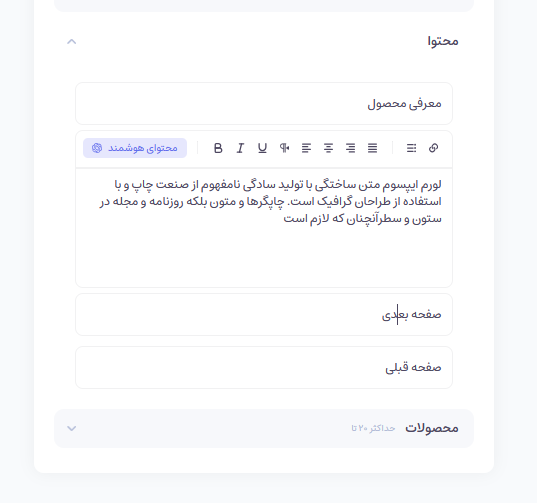 محتوا
معرفی محصول
محتوای هوشمند
لورم ایپسوم متن ساختگی با تولید سادگی نامفهوم از صنعت چاپ و با
استفاده از طراحان گرافیک است. چاپگرها و متون بلکه روزنامه و مجله در
ستون و سطرآنچنان که لازم است
صفحه بعدی
صفحه قبلی
محصولات حداکثر ۲۰ تا